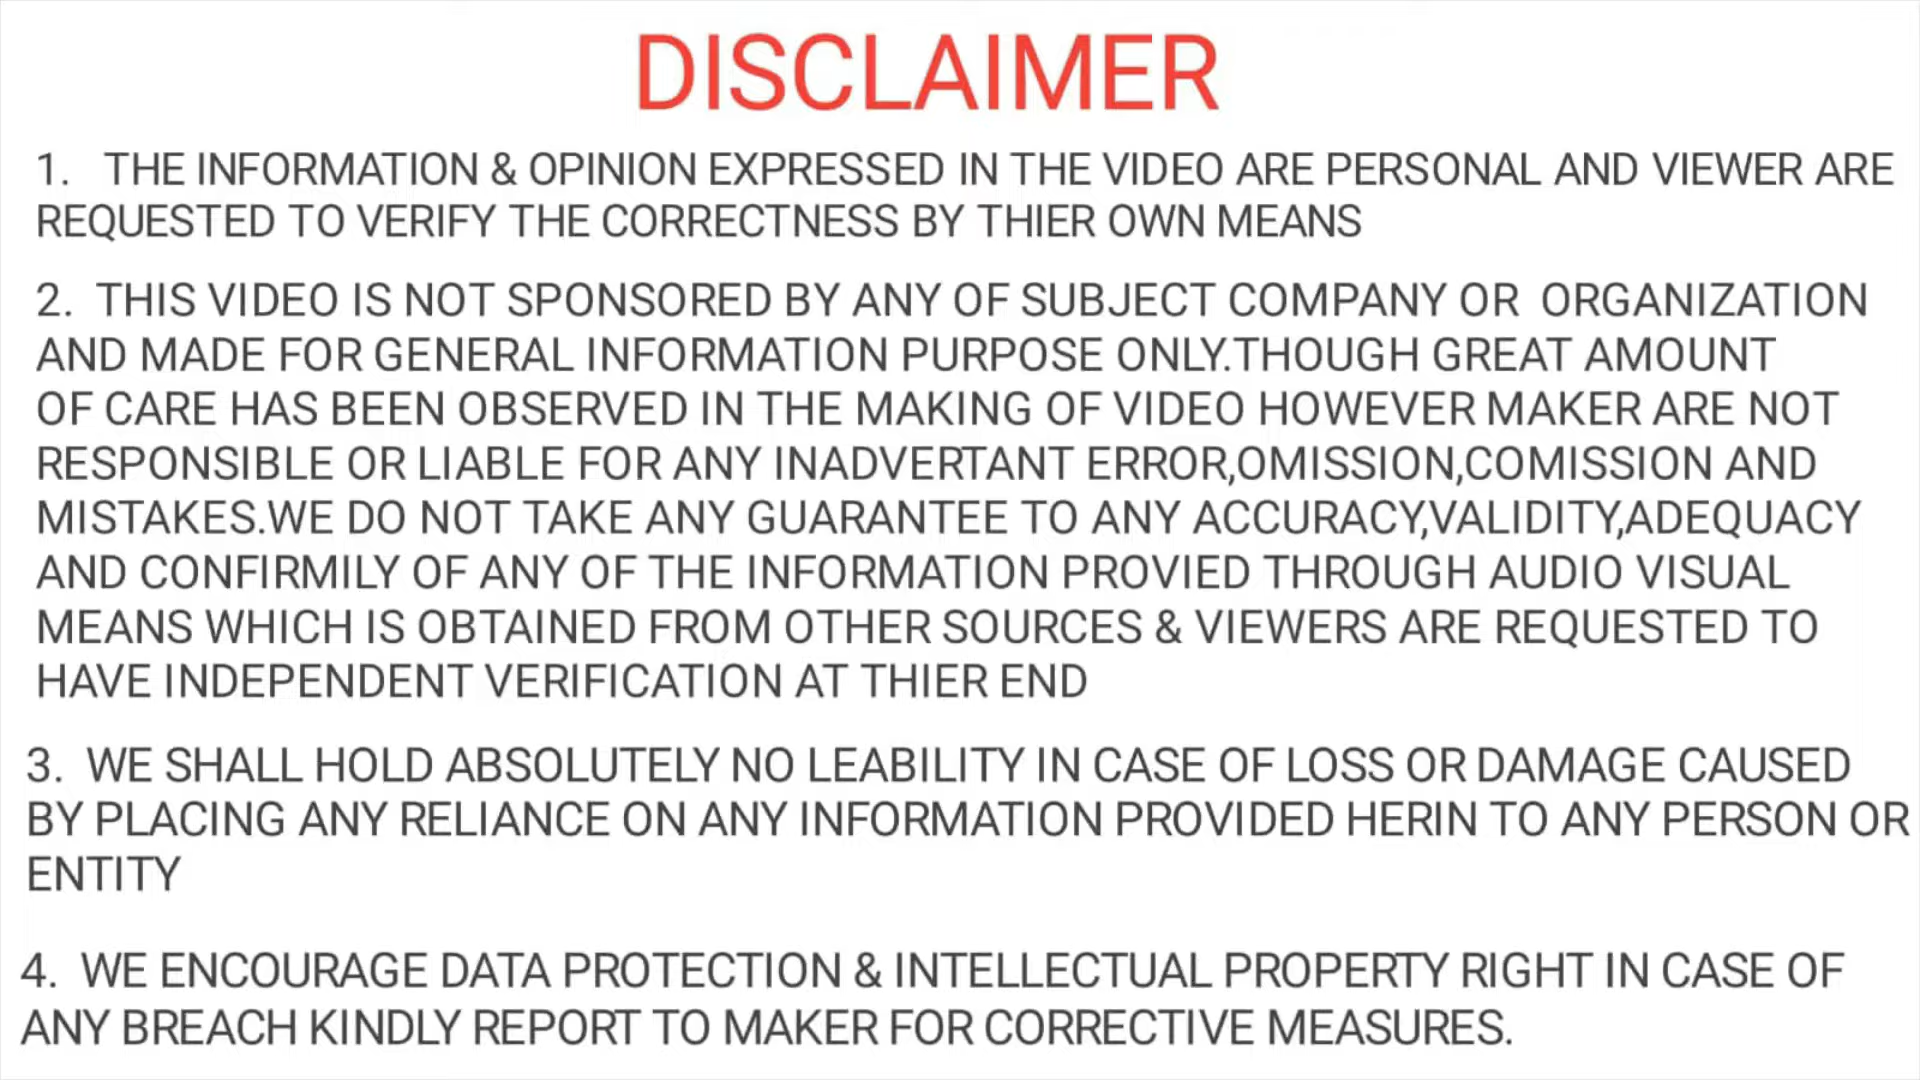 DISCLAIMER
1. THE INFORMATION & OPINION EXPRESSED IN THE VIDEO ARE PERSONAL AND VIEWER ARE
REQUESTED TO VERIFY THE CORRECTNESS BY THIER OWN MEANS
2. THIS VIDEO IS NOT SPONSORED BY ANY OF SUBJECT COMPANY OR ORGANIZATION
AND MADE FOR GENERAL INFORMATION PURPOSE ONLY.THOUGH GREAT AMOUNT
OF CARE HAS BEEN OBSERVED IN THE MAKING OF VIDEO HOWEVER MAKER ARE NOT
RESPONSIBLE OR LIABLE FOR ANY INADVERTANT ERROR,OMISSION,COMISSION AND
MISTAKES.WE DO NOT TAKE ANY GUARANTEE TO ANY ACCURACY,VALIDITY,ADEQUACY
AND CONFIRMILY OF ANY OF THE INFORMATION PROVIED THROUGH AUDIO VISUAL
MEANS WHICH IS OBTAINED FROM OTHER SOURCES & VIEWERS ARE REQUESTED TO
HAVE INDEPENDENT VERIFICATION AT THIER END
3. WE SHALL HOLD ABSOLUTELY NO LEABILITY IN CASE OF LOSS OR DAMAGE CAUSED
BY PLACING ANY RELIANCE ON ANY INFORMATION PROVIDED HERIN TO ANY PERSON OR
ENTITY
4. WE ENCOURAGE DATA PROTECTION & INTELLECTUAL PROPERTY RIGHT IN CASE OF
ANY BREACH KINDLY REPORT TO MAKER FOR CORRECTIVE MEASURES.